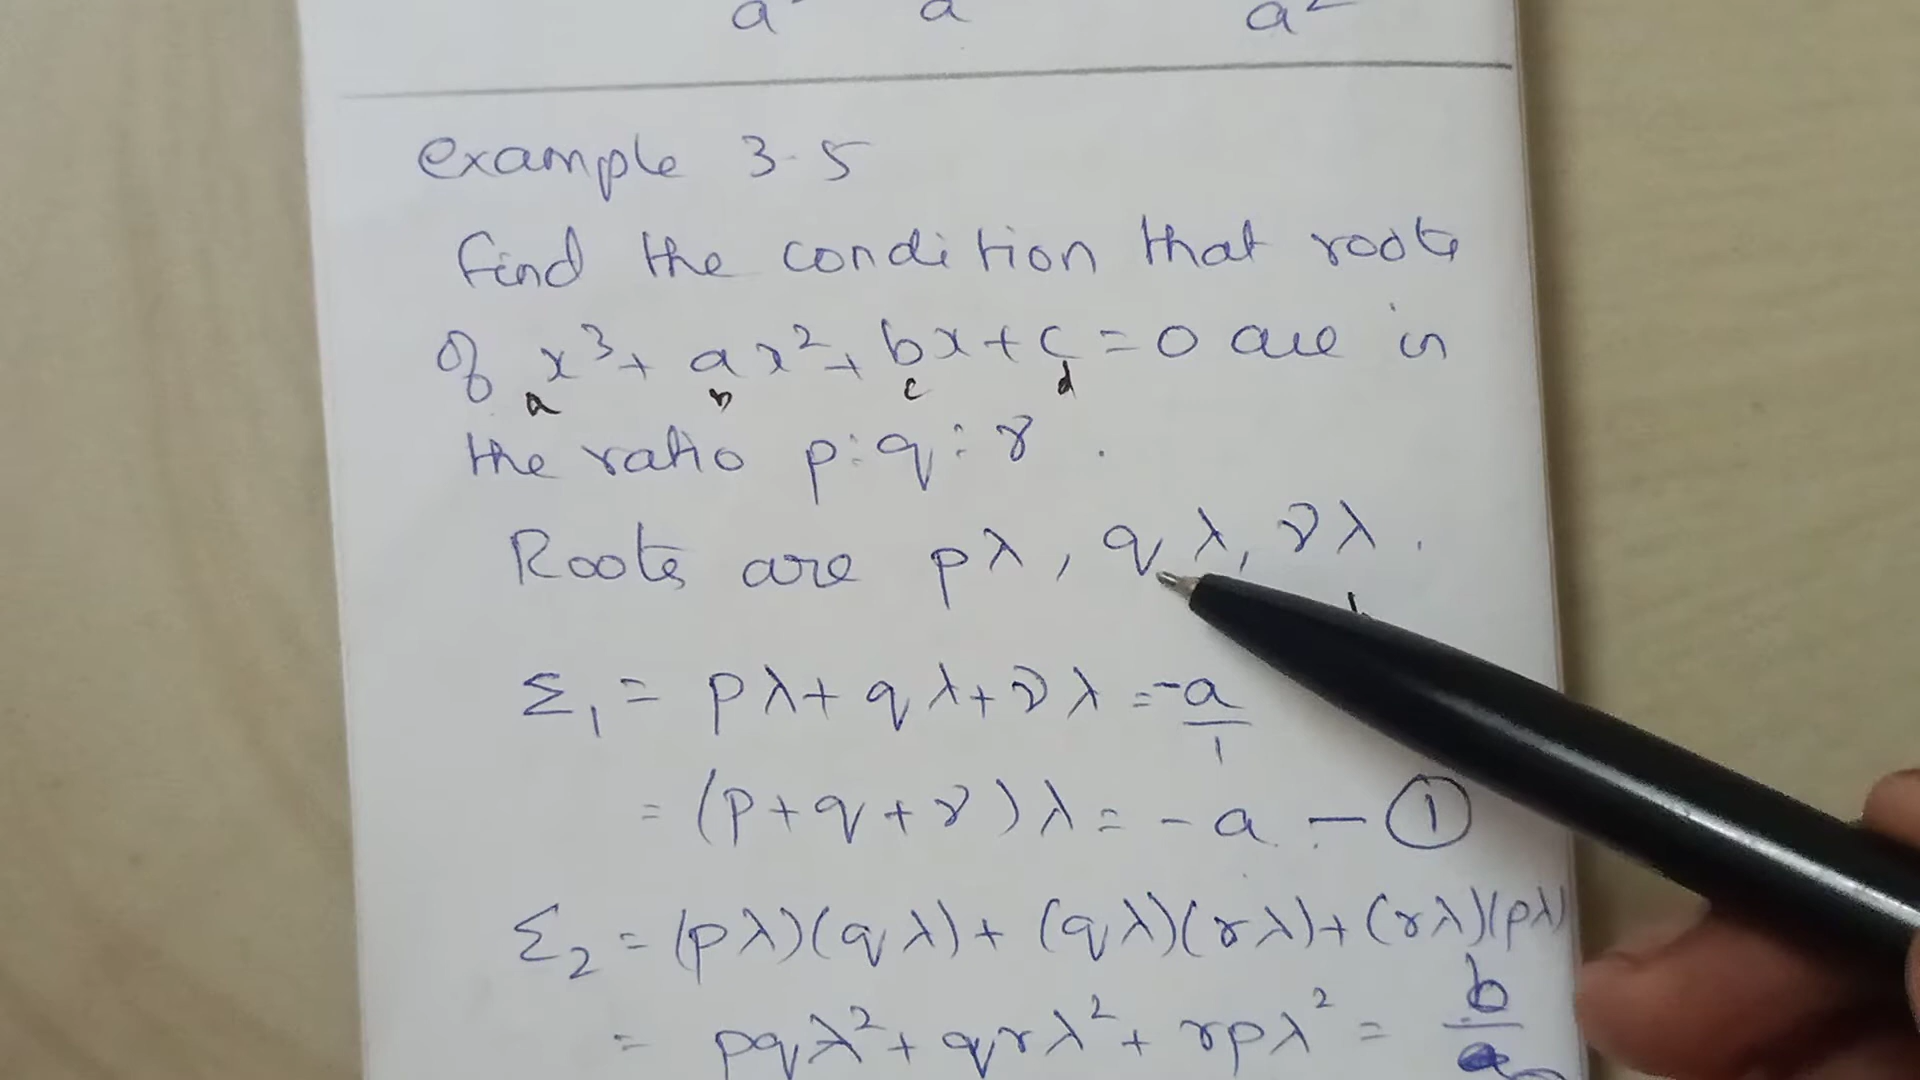 a² a a²
example 3.5
Find the condition that roots
of x³ + ax² + bx + c = 0 are in
a b c d
the ratio p : q : r .
Roots are pλ , qλ, rλ .
Σ₁ = pλ + qλ + rλ = -a/1
= (p + q + r) λ = - a — ①
Σ₂ = (pλ)(qλ) + (qλ)(rλ) + (rλ)(pλ)
= pqλ² + qrλ² + rpλ² = b/